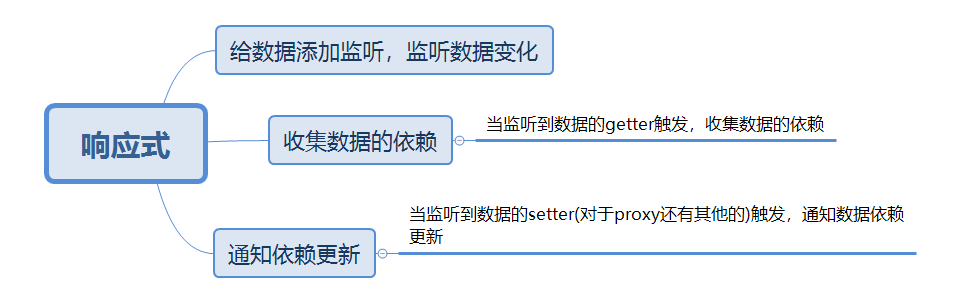 给数据添加监听，监听数据变化
响应式
收集数据的依赖
当监听到数据的getter触发，收集数据的依赖
通知依赖更新
当监听到数据的setter(对于proxy还有其他的)触发，通知数据依赖
更新